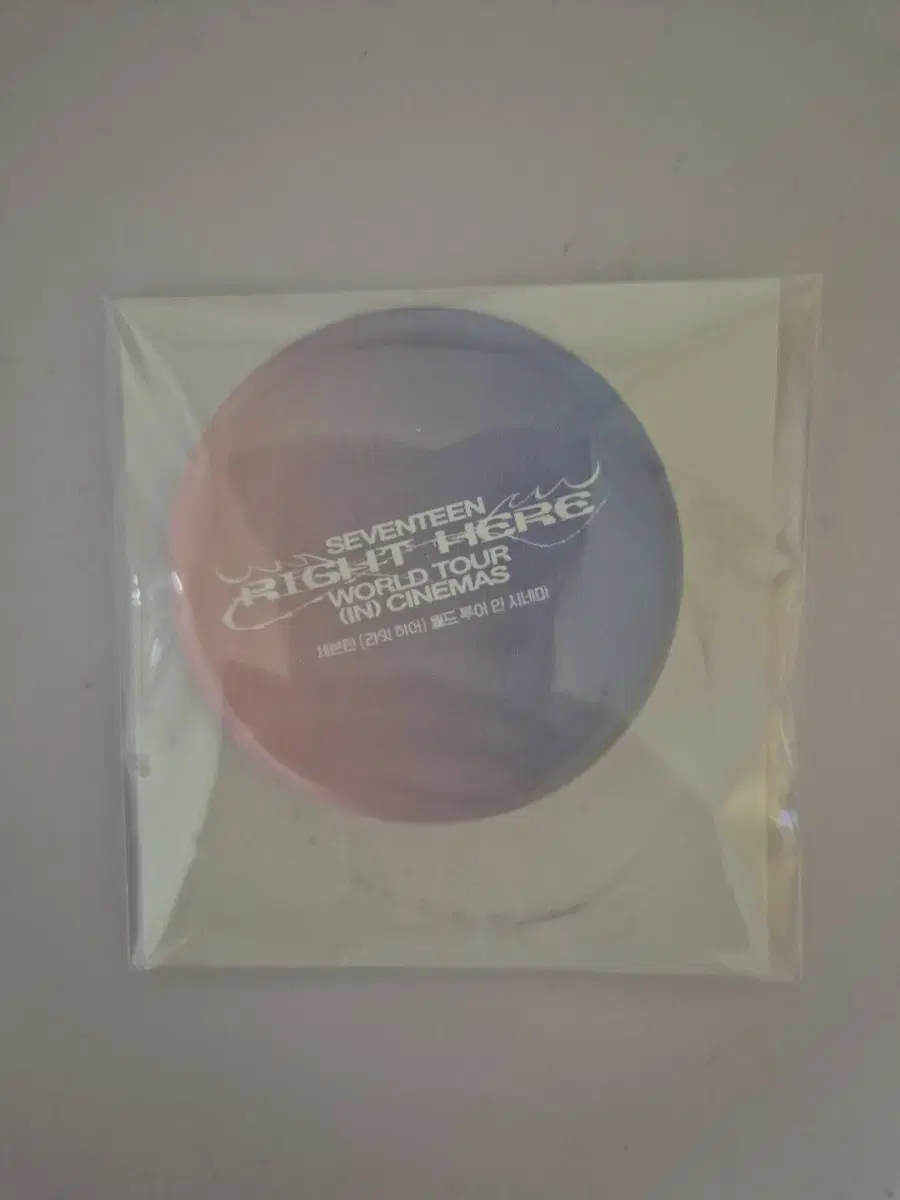 SEVENTEEN
RIGHT HERE
WORLD TOUR
(IN) CINEMAS
세븐틴 [라잇 히어] 월드 투어 인 시네마